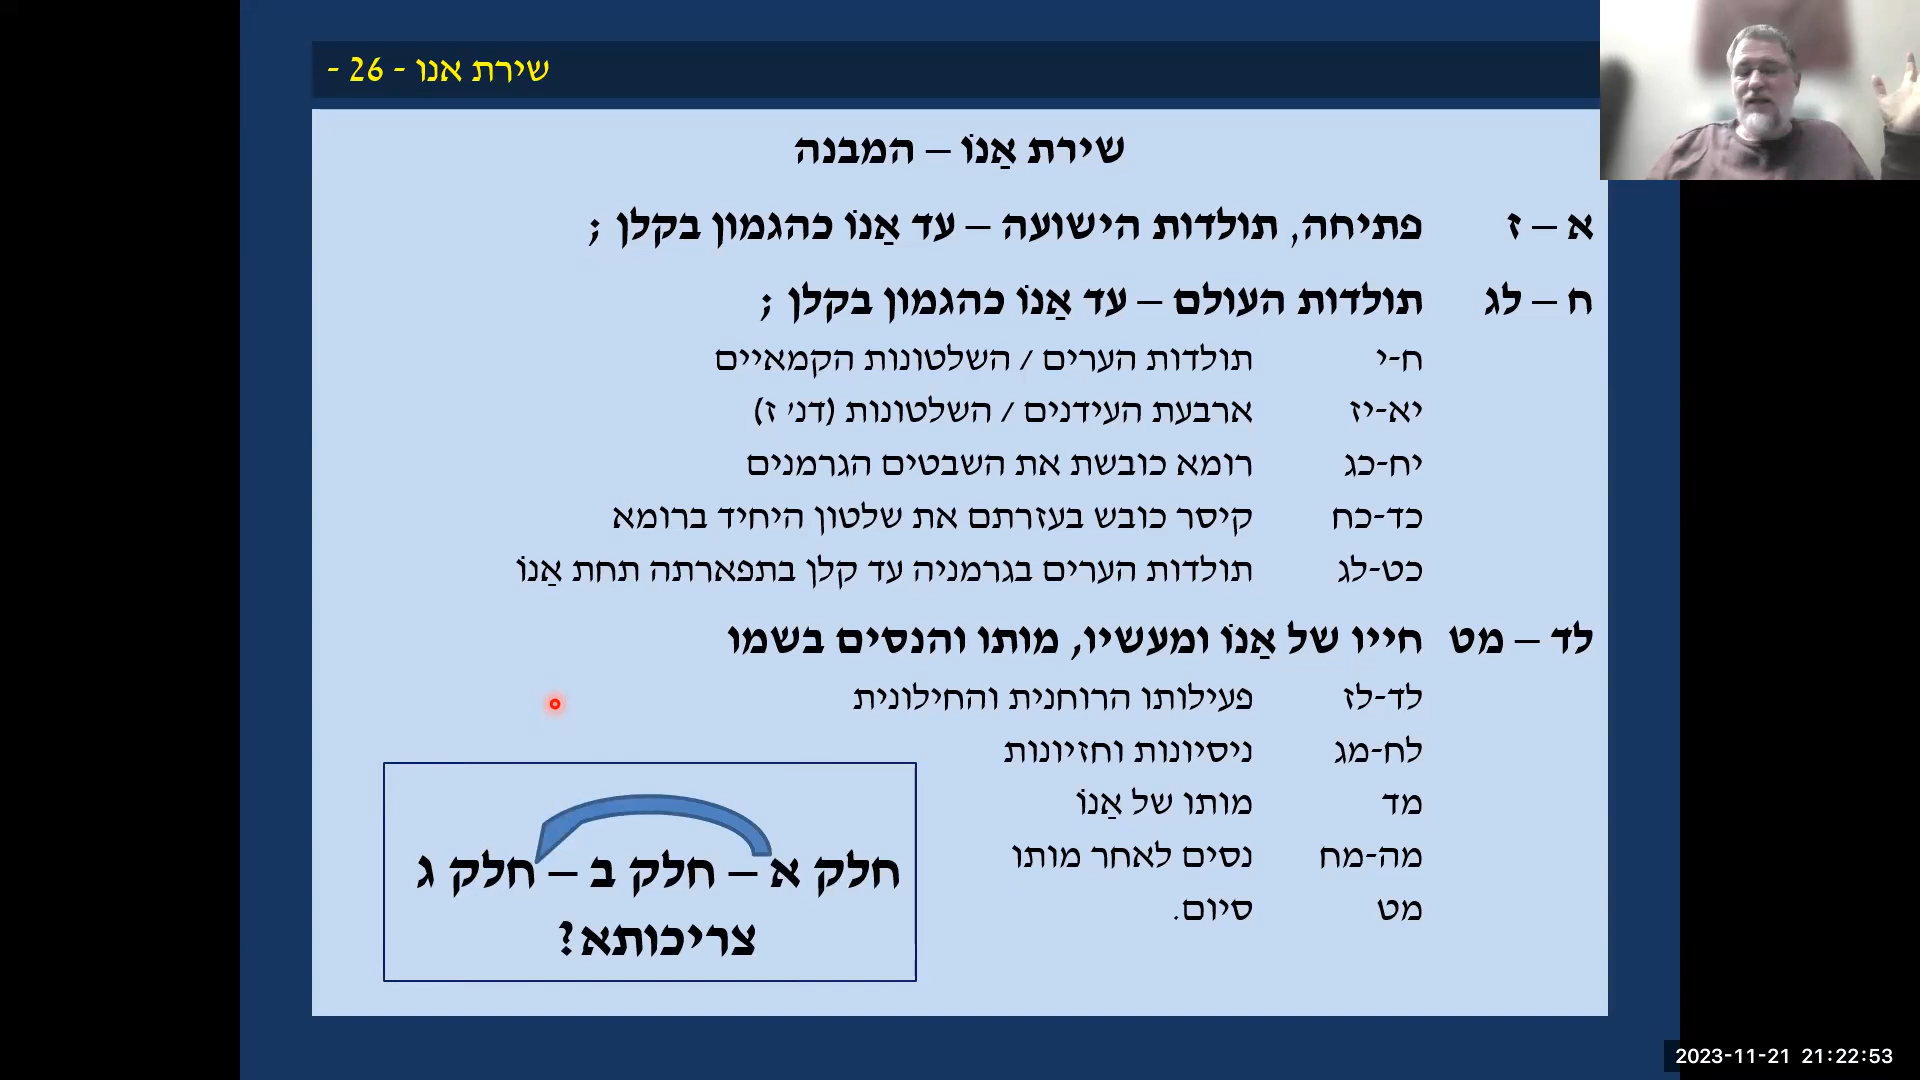 שירת אנו - 26 -
שירת אַנוֹ – המבנה
א – ז פתיחה, תולדות הישועה – עד אַנוֹ כהגמון בקלן ;
ח – לג תולדות העולם – עד אַנוֹ כהגמון בקלן ;
ח-י תולדות הערים / השלטונות הקמאיים
יא-יז ארבעת העידנים / השלטונות (דנ' ז)
יח-כג רומא כובשת את השבטים הגרמנים
כד-כח קיסר כובש בעזרתם את שלטון היחיד ברומא
כט-לג תולדות הערים בגרמניה עד קלן בתפארתה תחת אַנוֹ
לד – מט חייו של אַנוֹ ומעשיו, מותו והנסים בשמו
לד-לז פעילותו הרוחנית והחילונית
לח-מג ניסיונות וחזיונות
מד מותו של אַנוֹ
מה-מח נסים לאחר מותו
מט סיום.
חלק א – חלק ב – חלק ג
צריכותא?
2023-11-21 21:22:53